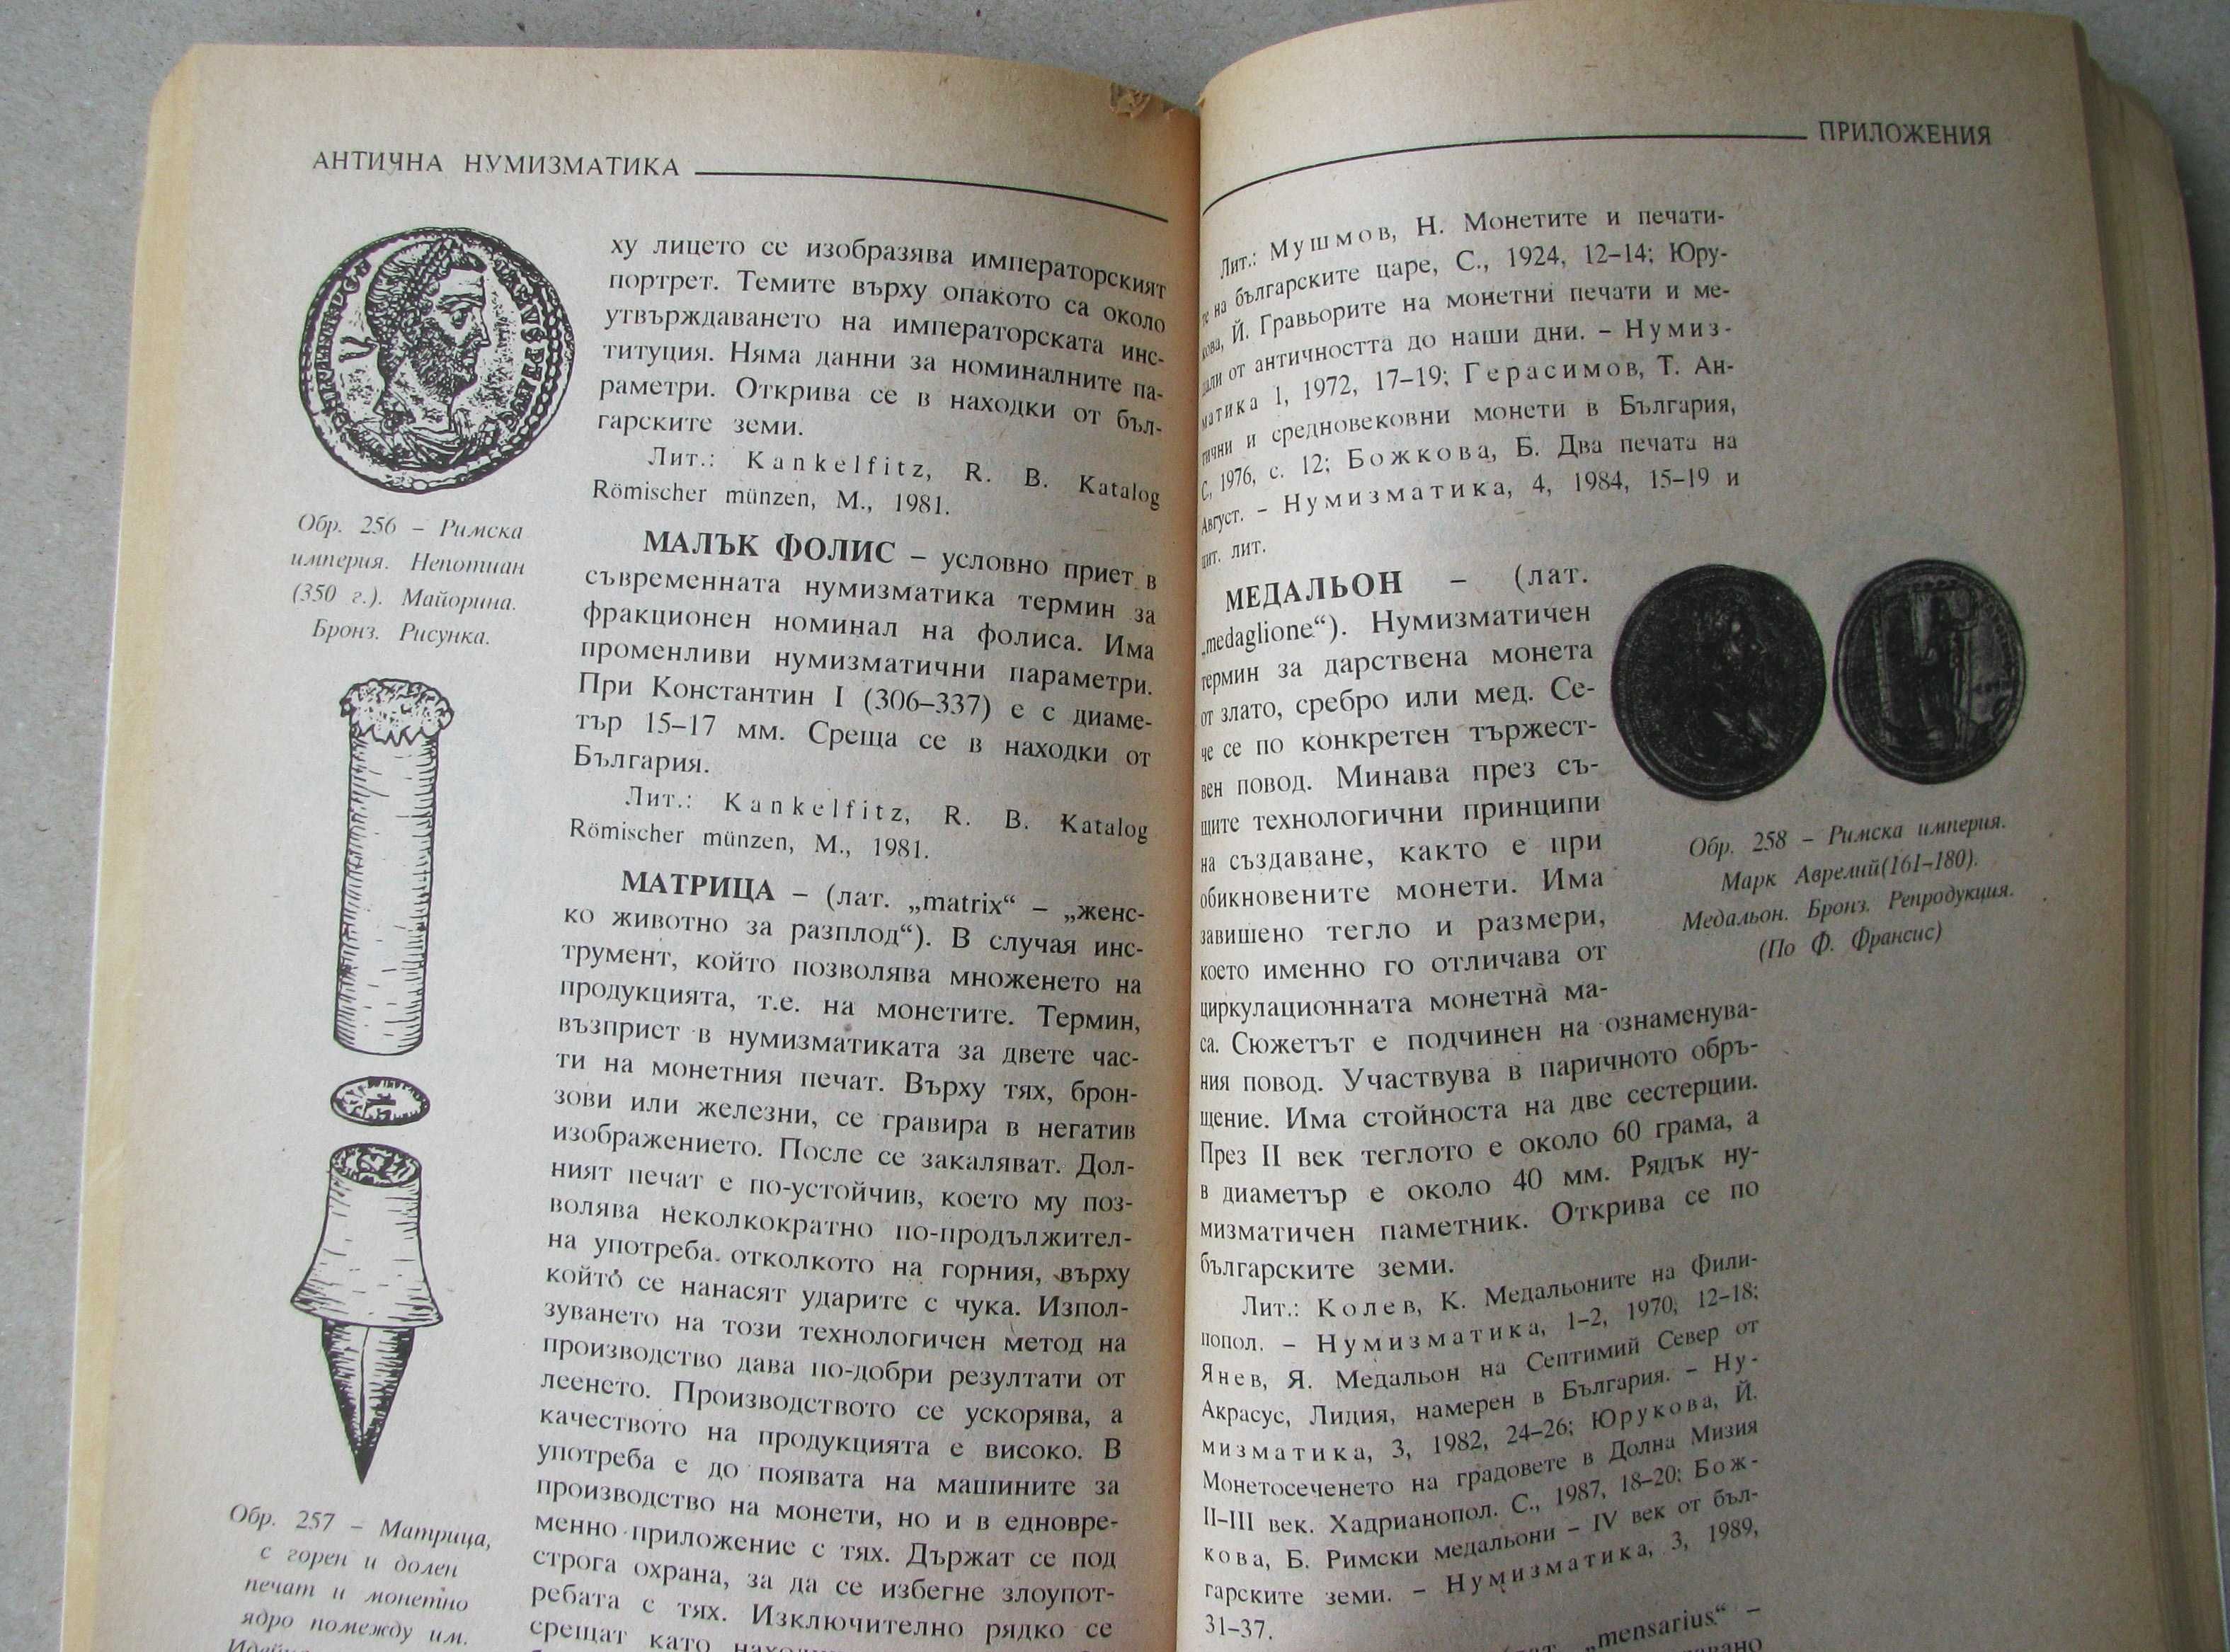 АНТИЧНА НУМИЗМАТИКА
Обр. 256 – Римска
империя. Непотиан
(350 г.). Майорина.
Бронз. Рисунка.
Обр. 257 – Матрица,
с горен и долен
печат и монетно
ядро помежду им.
ху лицето се изобразява императорският
портрет. Темите върху опакото са около
утвърждаването на императорската инс-
титуция. Няма данни за номиналните па-
раметри. Открива се в находки от бъл-
гарските земи.
Лит.: Kankelfitz, R. B. Katalog
Römischer münzen, M., 1981.
МАЛЪК ФОЛИС – условно приет в
съвременната нумизматика термин за
фракционен номинал на фолиса. Има
променливи нумизматични параметри.
При Константин I (306–337) е с диаме-
тър 15–17 мм. Среща се в находки от
България.
Лит.: Kankelfitz, R. B. Katalog
Römischer münzen, M., 1981.
МАТРИЦА – (лат. „matrix“ – „женс-
ко животно за разплод“). В случая инс-
трумент, който позволява множенето на
продукцията, т.е. на монетите. Термин,
възприет в нумизматиката за двете час-
ти на монетния печат. Върху тях, брон-
зови или железни, се гравира в негатив
изображението. После се закаляват. Дол-
ният печат е по-устойчив, което му поз-
волява неколкократно по-продължител-
на употреба. отколкото на горния, върху
който се нанасят ударите с чука. Изпол-
зуването на този технологичен метод на
производство дава по-добри резултати от
леенето. Производството се ускорява, а
качеството на продукцията е високо. В
употреба е до появата на машините за
производство на монети, но и в едновре-
менно приложение с тях. Държат се под
строга охрана, за да се избегне злоупот-
ребата с тях. Изключително рядко се
срещат като
ПРИЛОЖЕНИЯ
Лит.: Мушмов, Н. Монетите и печати-
те на българските царе, С., 1924, 12–14; Юру-
кова, Й. Гравьорите на монетни печати и ме-
дали от античността до наши дни. – Нумиз-
матика 1, 1972, 17–19; Герасимов, Т. Ан-
тични и средновековни монети в България,
С, 1976, с. 12; Божкова, Б. Два печата на
Август. – Нумизматика, 4, 1984, 15–19 и
цит. лит.
МЕДАЛЬОН – (лат.
„medaglione“). Нумизматичен
термин за дарствена монета
от злато, сребро или мед. Се-
че се по конкретен тържест-
вен повод. Минава през съ-
щите технологични принципи
на създаване, както е при
обикновените монети. Има
завишено тегло и размери,
което именно го отличава от
циркулационната монетна ма-
са. Сюжетът е подчинен на ознаменува-
ния повод. Участвува в паричното обръ-
щение. Има стойноста на две сестерции.
През II век теглото е около 60 грама, а
в диаметър е около 40 мм. Рядък ну-
мизматичен паметник. Открива се по
българските земи.
Лит.: Колев, К. Медальоните на Фили-
попол. – Нумизматика, 1–2, 1970, 12–18;
Янев, Я. Медальон на Септимий Север от
Акрасус, Лидия, намерен в България. – Ну-
мизматика, 3, 1982, 24–26; Юрукова, Й.
Монетосеченето на градовете в Долна Мизия
II–III век. Хадрианопол. С., 1987, 18–20; Бож-
кова, Б. Римски медальони – IV век от бъл-
гарските земи. – Нумизматика, 3, 1989,
31–37.
„mensarius“ –
Обр. 258 – Римска империя.
Марк Аврелий(161–180).
Медальон. Бронз. Репродукция.
(По Ф. Франсис)